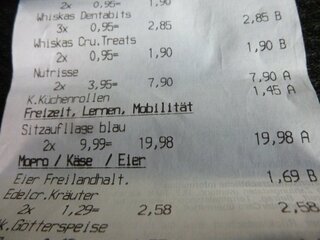 2x 0,95= 1,90
Whiskas Dentabits
3x 0,95= 2,85 2,85 B
Whiskas Cru.Treats
2x 0,95= 1,90 1,90 B
Nutrisse
2x 3,95= 7,90 7,90 A
K.Küchenrollen 1,45 A
Freizeit, Lernen, Mobilität
Sitzaufllage blau
2x 9,99= 19,98 19,98 A
Mopro / Käse / Eier
Eier Freilandhalt. 1,69 B
Edelcr.Kräuter
2x 1,29= 2,58 2,58
k.Götterspeise